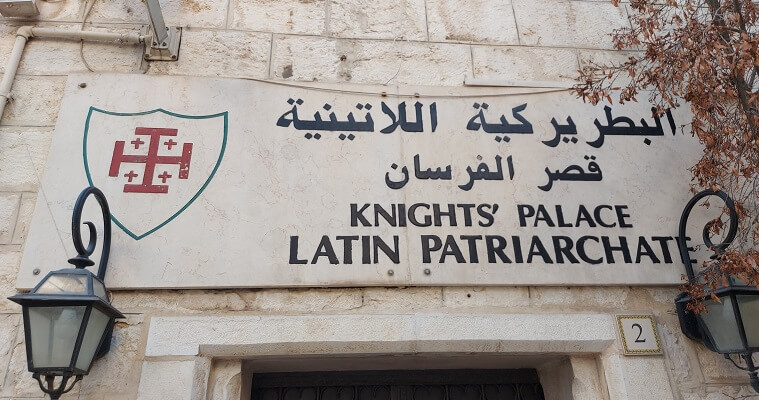 البطريركية اللاتينية
قصر الفرسان
KNIGHTS' PALACE
LATIN PATRIARCHATE
2